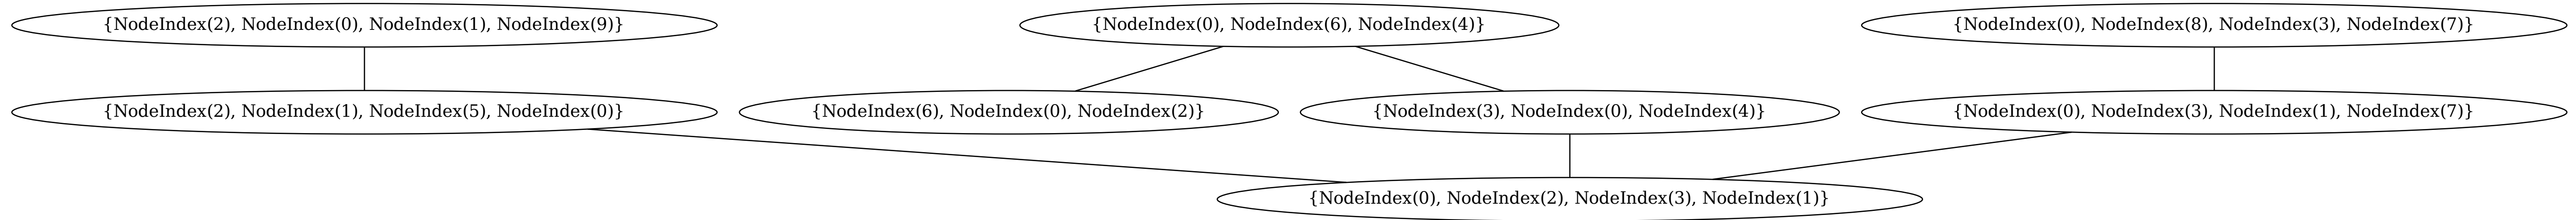 {NodeIndex(2), NodeIndex(0), NodeIndex(1), NodeIndex(9)}
{NodeIndex(0), NodeIndex(6), NodeIndex(4)}
{NodeIndex(0), NodeIndex(8), NodeIndex(3), NodeIndex(7)}
{NodeIndex(2), NodeIndex(1), NodeIndex(5), NodeIndex(0)}
{NodeIndex(6), NodeIndex(0), NodeIndex(2)}
{NodeIndex(3), NodeIndex(0), NodeIndex(4)}
{NodeIndex(0), NodeIndex(3), NodeIndex(1), NodeIndex(7)}
{NodeIndex(0), NodeIndex(2), NodeIndex(3), NodeIndex(1)}